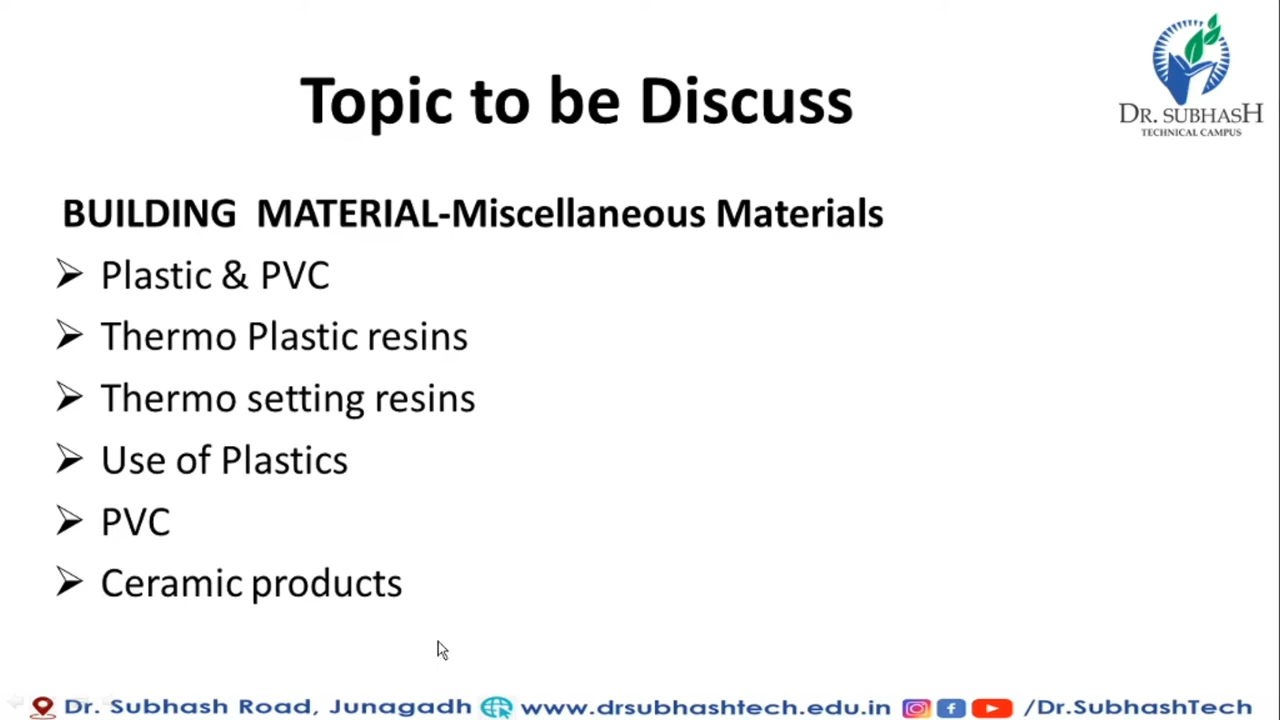 DR. SUBHASH
TECHNICAL CAMPUS
Topic to be Discuss
BUILDING MATERIAL-Miscellaneous Materials
Plastic & PVC
Thermo Plastic resins
Thermo setting resins
Use of Plastics
PVC
Ceramic products
Dr. Subhash Road, Junagadh www.drsubhashtech.edu.in /Dr.SubhashTech